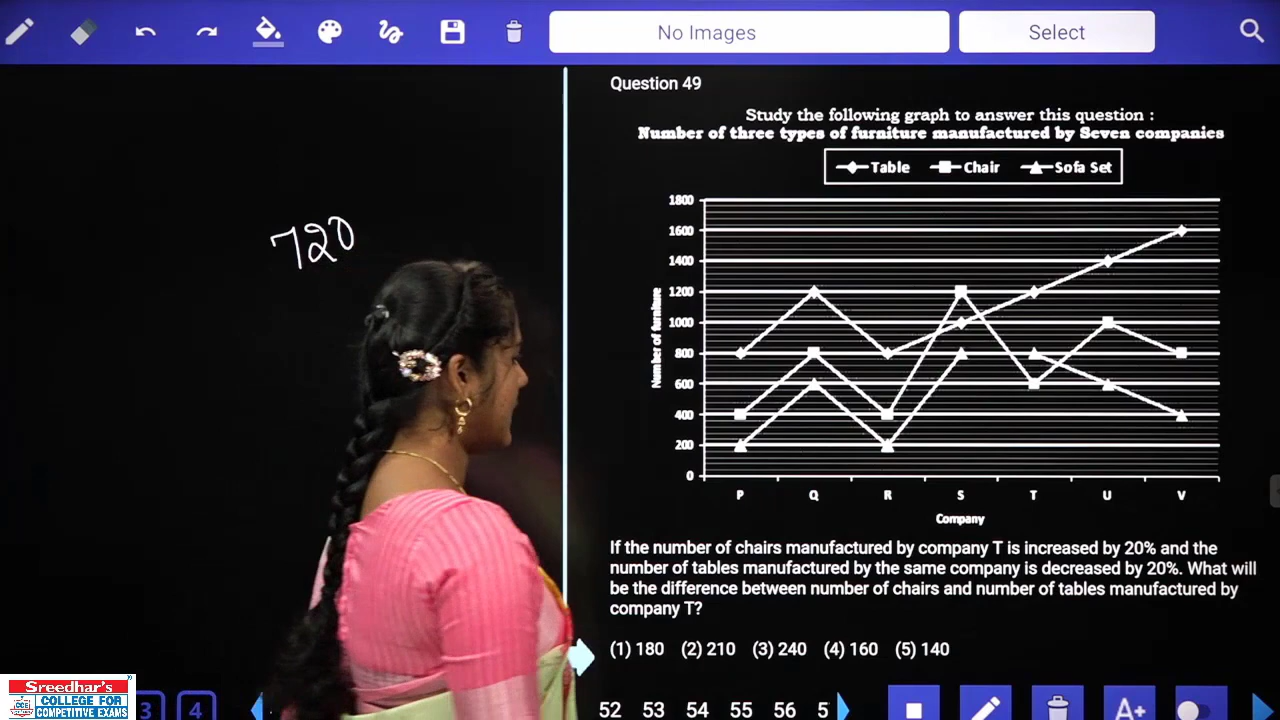 No Images
Select
Question 49
Study the following graph to answer this question :
Number of three types of furniture manufactured by Seven companies
Table Chair Sofa Set
1800
1600
1400
1200
1000
800
600
400
200
0
Number of furniture
P Q R S T U V
Company
720
If the number of chairs manufactured by company T is increased by 20% and the
number of tables manufactured by the same company is decreased by 20%. What will
be the difference between number of chairs and number of tables manufactured by
company T?
(1) 180 (2) 210 (3) 240 (4) 160 (5) 140
Sreedhar's
CCE
COLLEGE FOR
COMPETITIVE EXAMS
3 4
52 53 54 55 56 5
A+